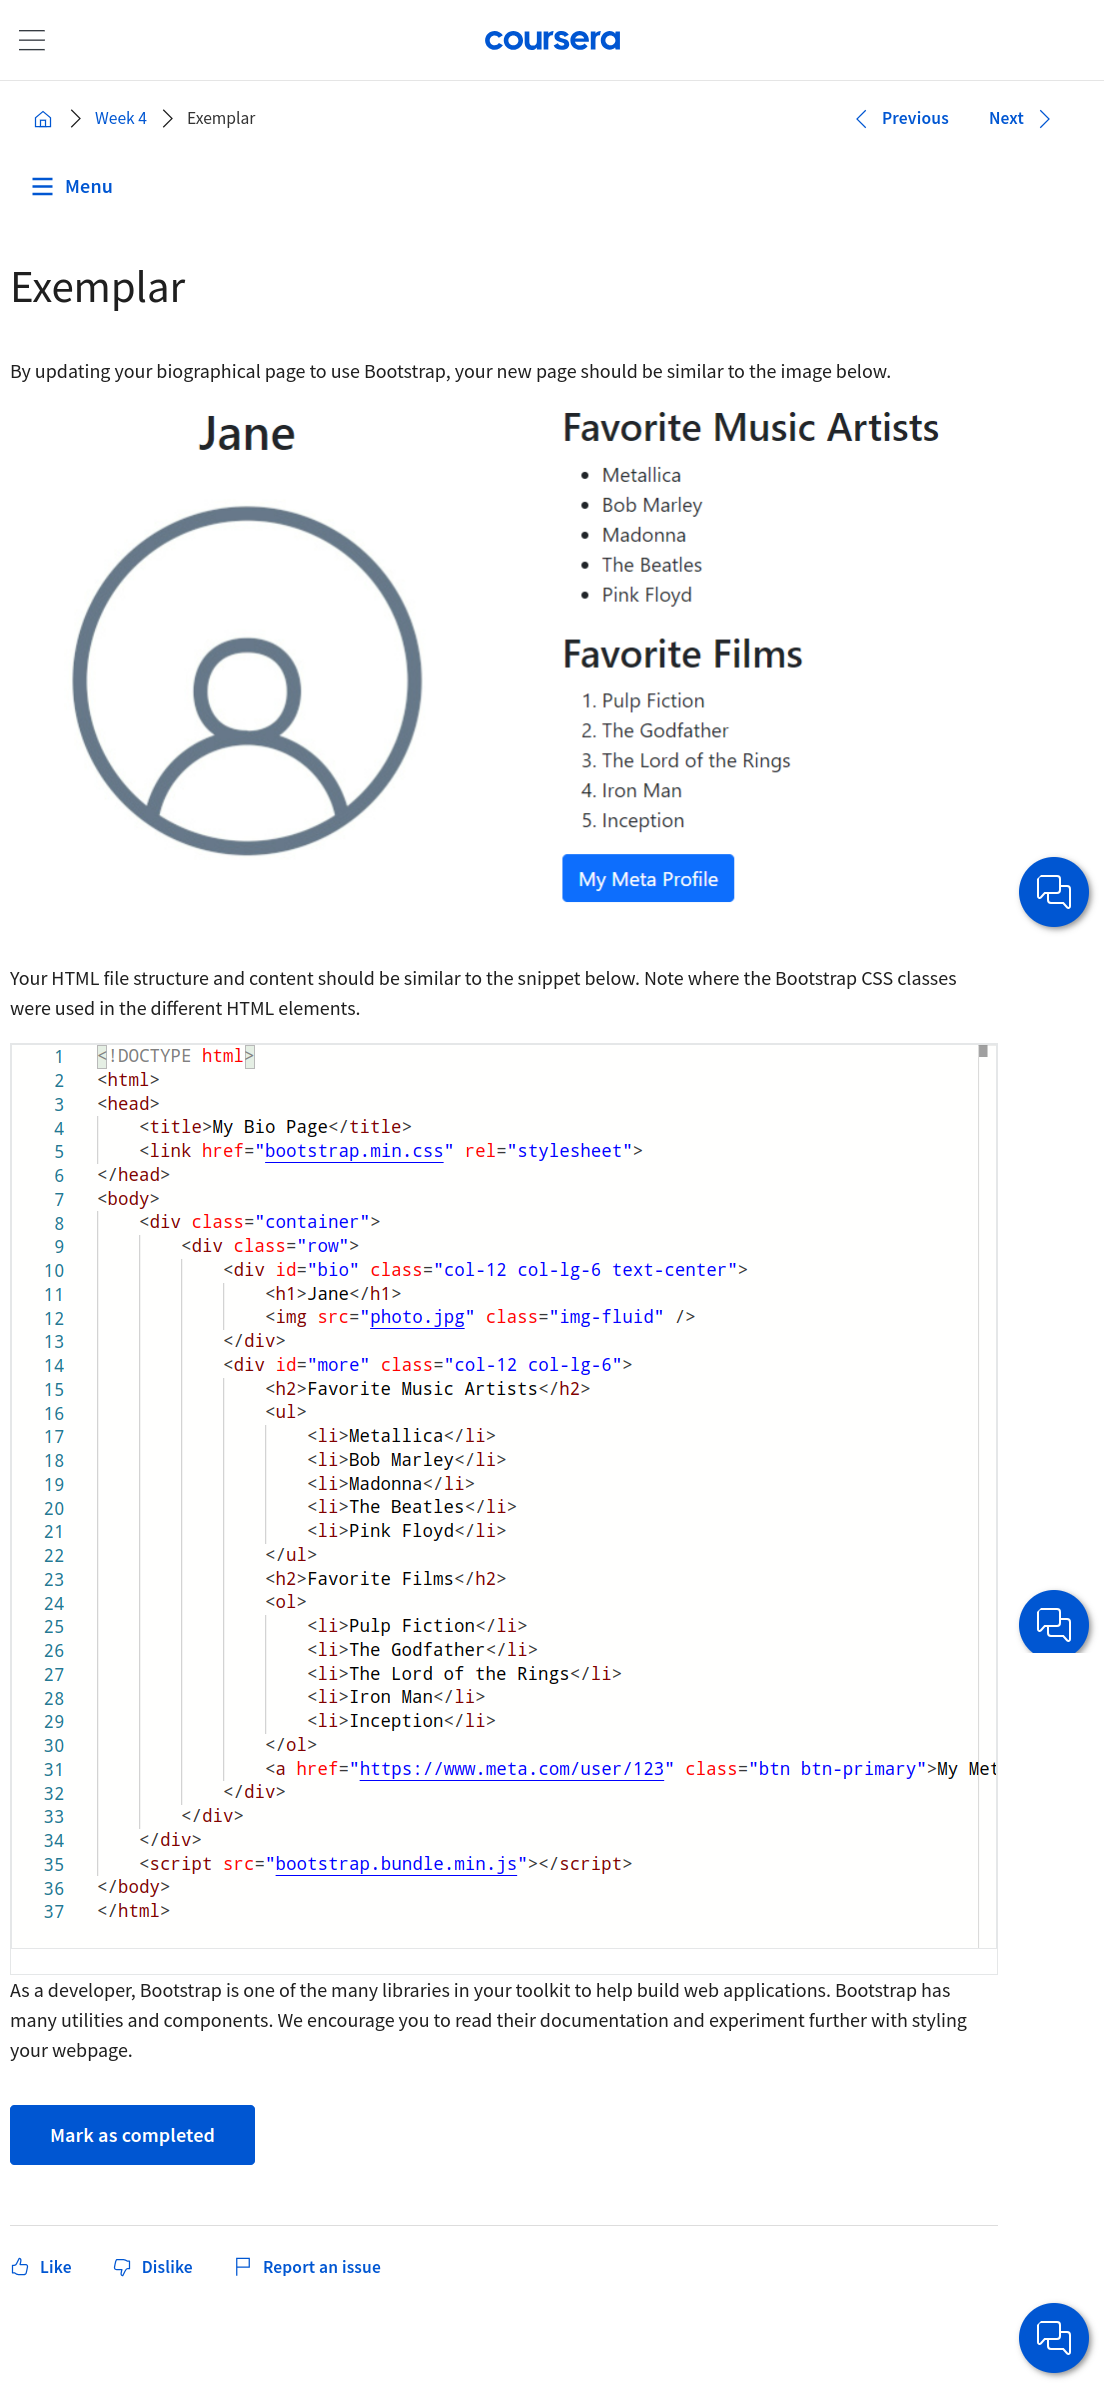 coursera
Week 4 Exemplar Previous Next
Menu
Exemplar
By updating your biographical page to use Bootstrap, your new page should be similar to the image below.
Jane
Favorite Music Artists
• Metallica
• Bob Marley
• Madonna
• The Beatles
• Pink Floyd
Favorite Films
1. Pulp Fiction
2. The Godfather
3. The Lord of the Rings
4. Iron Man
5. Inception
My Meta Profile
Your HTML file structure and content should be similar to the snippet below. Note where the Bootstrap CSS classes
were used in the different HTML elements.
1 <!DOCTYPE html>
2 <html>
3 <head>
4 <title>My Bio Page</title>
5 <link href="bootstrap.min.css" rel="stylesheet">
6 </head>
7 <body>
8 <div class="container">
9 <div class="row">
10 <div id="bio" class="col-12 col-lg-6 text-center">
11 <h1>Jane</h1>
12 <img src="photo.jpg" class="img-fluid" />
13 </div>
14 <div id="more" class="col-12 col-lg-6">
15 <h2>Favorite Music Artists</h2>
16 <ul>
17 <li>Metallica</li>
18 <li>Bob Marley</li>
19 <li>Madonna</li>
20 <li>The Beatles</li>
21 <li>Pink Floyd</li>
22 </ul>
23 <h2>Favorite Films</h2>
24 <ol>
25 <li>Pulp Fiction</li>
26 <li>The Godfather</li>
27 <li>The Lord of the Rings</li>
28 <li>Iron Man</li>
29 <li>Inception</li>
30 </ol>
31 <a href="https://www.meta.com/user/123" class="btn btn-primary">My Met
32 </div>
33 </div>
34 </div>
35 <script src="bootstrap.bundle.min.js"></script>
36 </body>
37 </html>
As a developer, Bootstrap is one of the many libraries in your toolkit to help build web applications. Bootstrap has
many utilities and components. We encourage you to read their documentation and experiment further with styling
your webpage.
Mark as completed
Like Dislike Report an issue